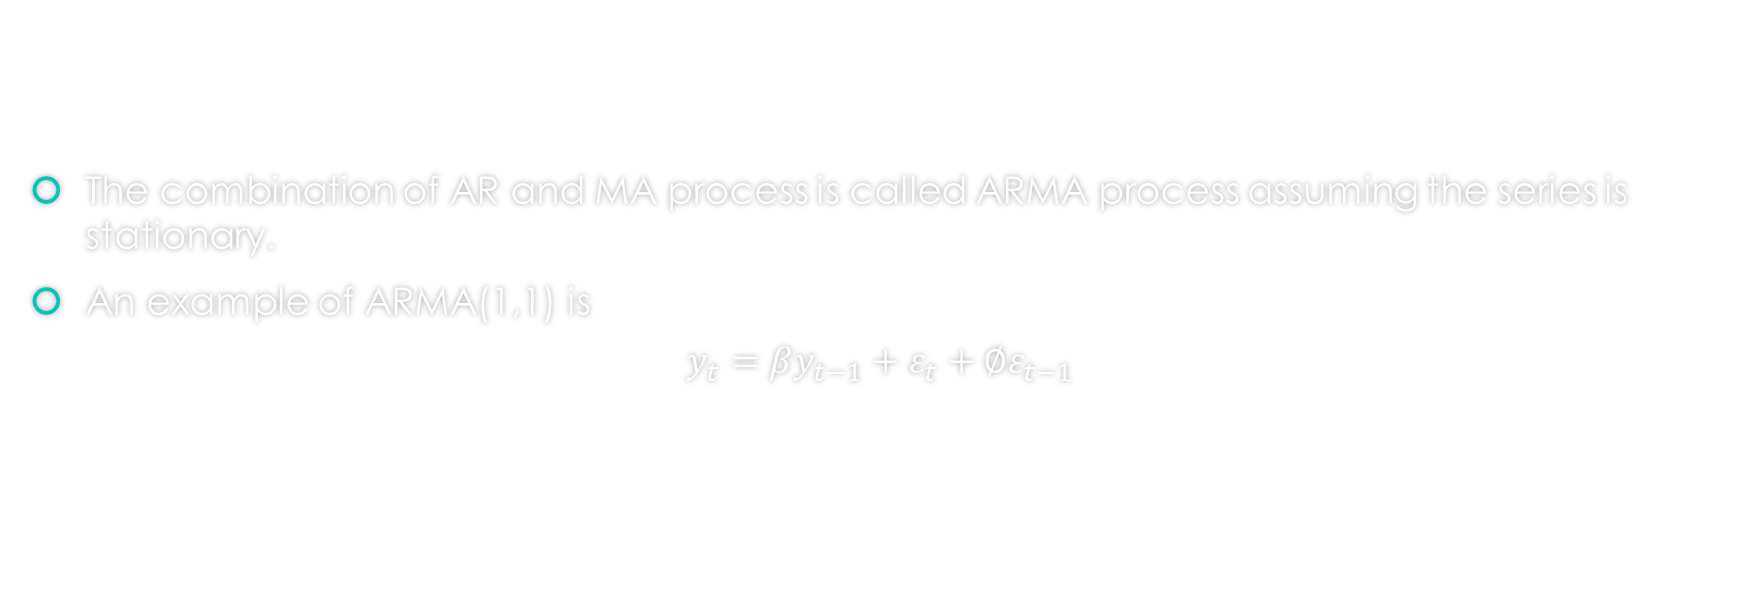 The combination of AR and MA process is called ARMA process assuming the series is
stationary.
An example of ARMA(1,1) is
𝑦ₜ = 𝛽𝑦ₜ₋₁ + 𝜀ₜ + ∅𝜀ₜ₋₁